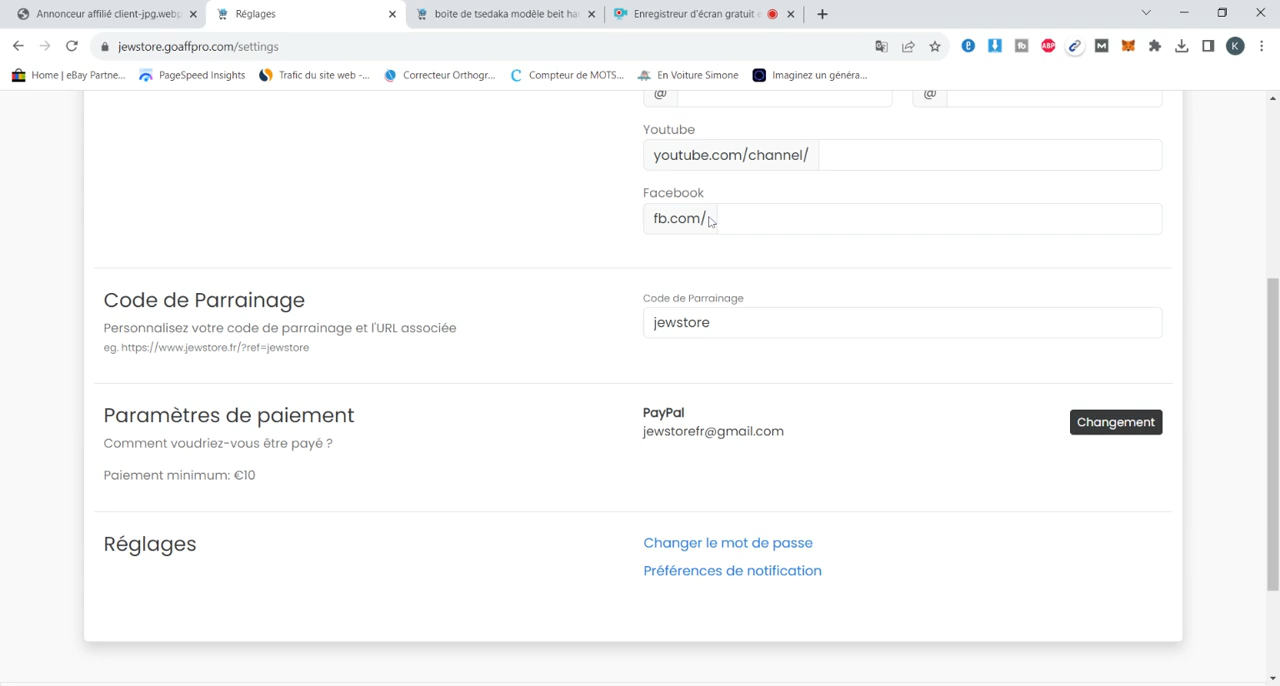 Annonceur affilié client-jpg.webp
Réglages
boite de tsedaka modèle beit ha
Enregistreur d'écran gratuit e
jewstore.goaffpro.com/settings
Home | eBay Partne...
PageSpeed Insights
Trafic du site web -...
Correcteur Orthogr...
Compteur de MOTS...
En Voiture Simone
Imaginez un généra...
@
@
Youtube
youtube.com/channel/
Facebook
fb.com/
Code de Parrainage
Personnalisez votre code de parrainage et l'URL associée
eg. https://www.jewstore.fr/?ref=jewstore
Code de Parrainage
jewstore
Paramètres de paiement
Comment voudriez-vous être payé ?
Paiement minimum: €10
PayPal
jewstorefr@gmail.com
Changement
Réglages
Changer le mot de passe
Préférences de notification